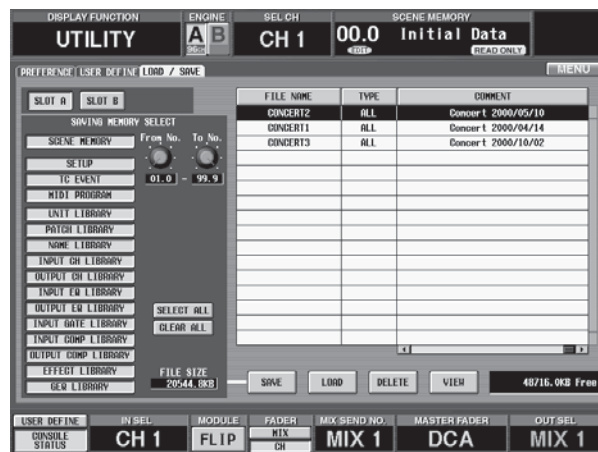 DISPLAY FUNCTION ENGINE SEL CH SCENE MEMORY
UTILITY A B CH 1 00.0 Initial Data
96k EDIT READ ONLY
PREFERENCE USER DEFINE LOAD / SAVE MENU
SLOT A SLOT B
SAVING MEMORY SELECT
SCENE MEMORY From No. To No.
SETUP
TC EVENT 01.0 - 99.9
MIDI PROGRAM
UNIT LIBRARY
PATCH LIBRARY
NAME LIBRARY
INPUT CH LIBRARY
OUTPUT CH LIBRARY
INPUT EQ LIBRARY
OUTPUT EQ LIBRARY SELECT ALL
INPUT GATE LIBRARY CLEAR ALL
INPUT COMP LIBRARY
OUTPUT COMP LIBRARY
EFFECT LIBRARY FILE SIZE
GEQ LIBRARY 20544.0KB
FILE NAME TYPE COMMENT
CONCERT2 ALL Concert 2000/05/10
CONCERT1 ALL Concert 2000/04/14
CONCERT3 ALL Concert 2000/10/02
SAVE LOAD DELETE VIEW 48716.0KB Free
USER DEFINE IN SEL MODULE FADER MIX SEND NO. MASTER FADER OUT SEL
CONSOLE STATUS CH 1 FLIP MIX CH MIX 1 DCA MIX 1